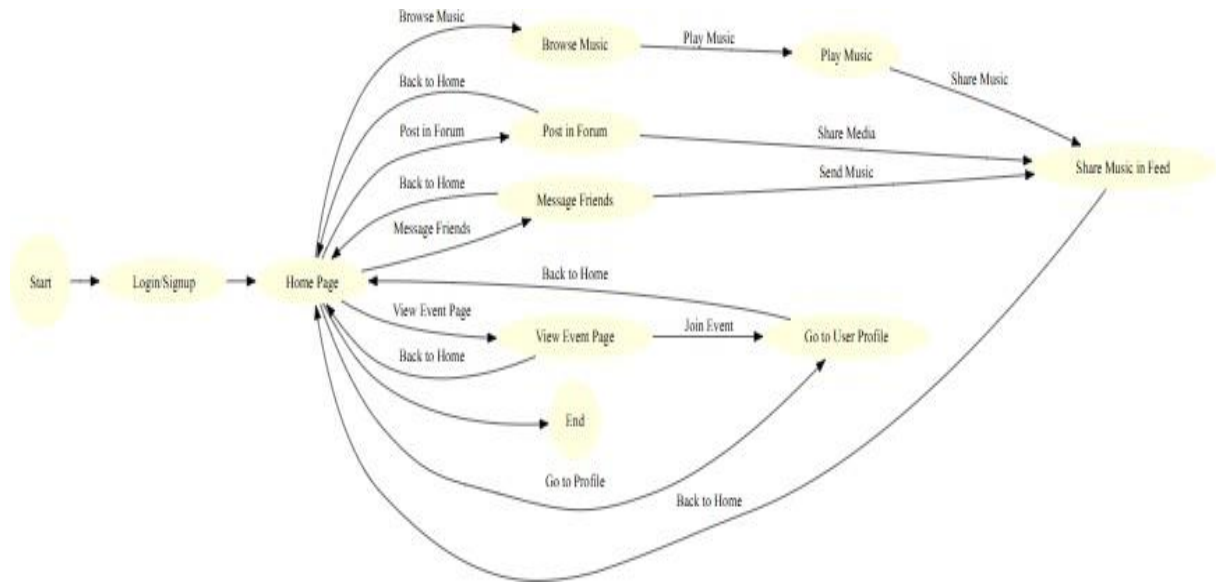 Browse Music
Browse Music
Play Music
Play Music
Share Music
Back to Home
Post in Forum
Post in Forum
Share Media
Share Music in Feed
Back to Home
Message Friends
Send Music
Message Friends
Start
Login/Signup
Home Page
Back to Home
View Event Page
View Event Page
Join Event
Go to User Profile
Back to Home
End
Go to Profile
Back to Home